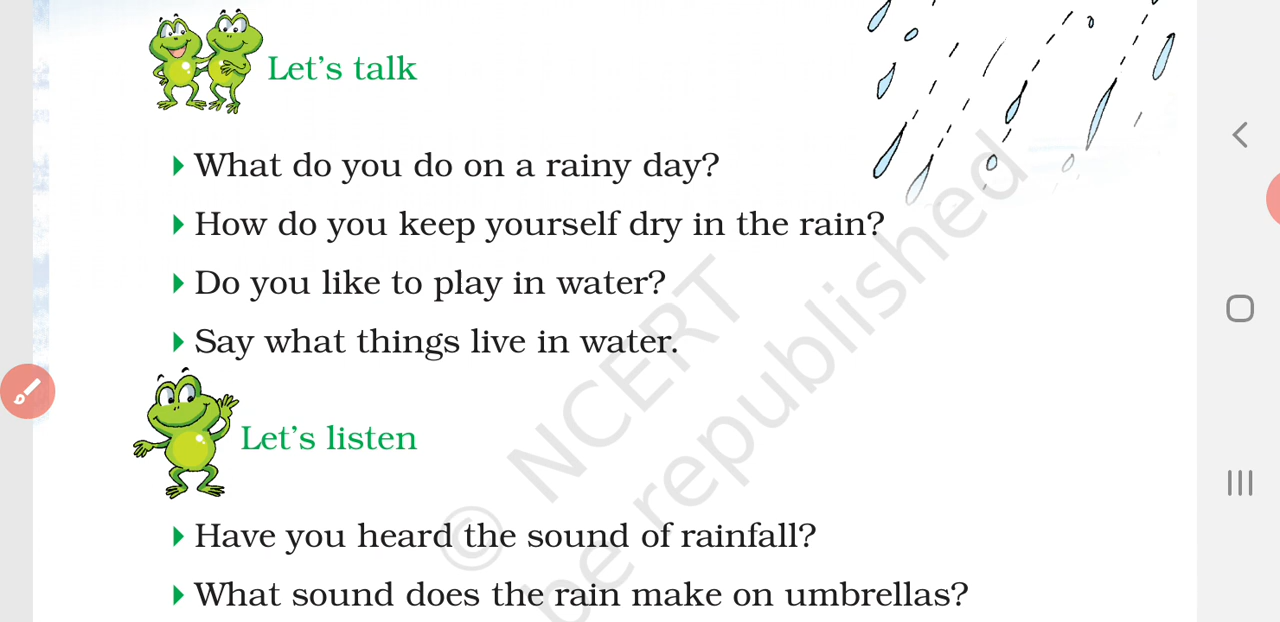 Let's talk
What do you do on a rainy day?
How do you keep yourself dry in the rain?
Do you like to play in water?
Say what things live in water.
Let's listen
Have you heard the sound of rainfall?
What sound does the rain make on umbrellas?
© NCERT
be republished